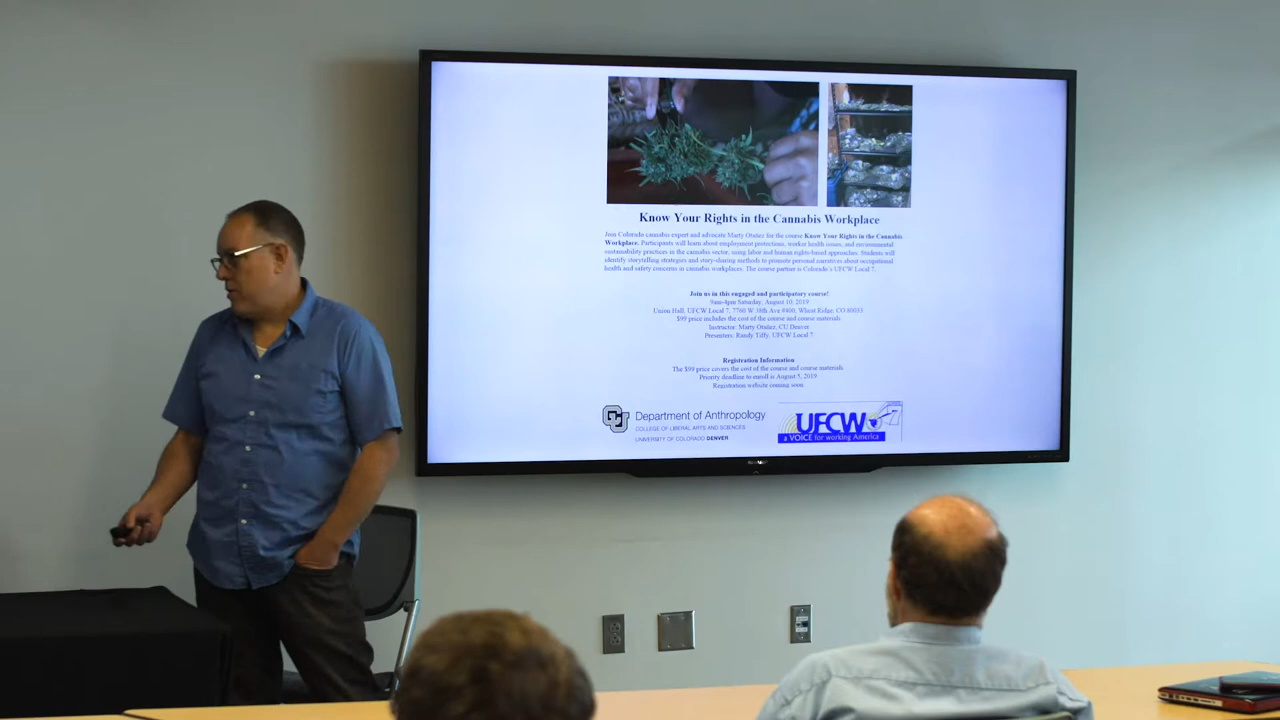 Know Your Rights in the Cannabis Workplace
Join Colorado cannabis expert and advocate Marty Otañez for the course Know Your Rights in the Cannabis
Workplace. Participants will learn about employment protections, worker health issues, and environmental
sustainability practices in the cannabis sector, using labor and human rights-based approaches. Students will
identify storytelling strategies and story-sharing methods to promote personal narratives about occupational
health and safety concerns in cannabis workplaces. The course partner is Colorado's UFCW Local 7.
Join us in this engaged and participatory course!
9am-4pm Saturday, August 10, 2019
Union Hall, UFCW Local 7, 7760 W 38th Ave #400, Wheat Ridge, CO 80033
$99 price includes the cost of the course and course materials
Instructor: Marty Otañez, CU Denver
Presenters: Randy Tiffy, UFCW Local 7
Registration Information
The $99 price covers the cost of the course and course materials
Priority deadline to enroll is August 5, 2019
Registration website coming soon
Department of Anthropology
COLLEGE OF LIBERAL ARTS AND SCIENCES
UNIVERSITY OF COLORADO DENVER
UFCW
a VOICE for working America